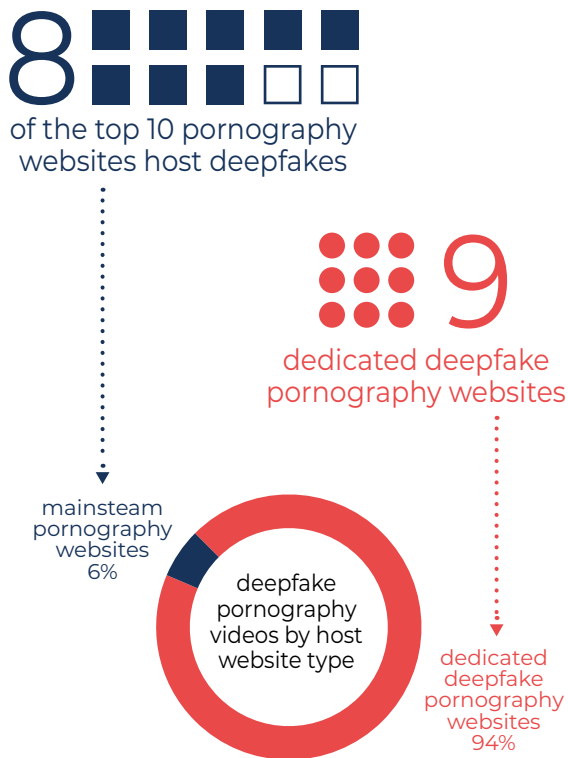 8
of the top 10 pornography
websites host deepfakes
9
dedicated deepfake
pornography websites
mainsteam
pornography
websites
6%
deepfake
pornography
videos by host
website type
dedicated
deepfake
pornography
websites
94%